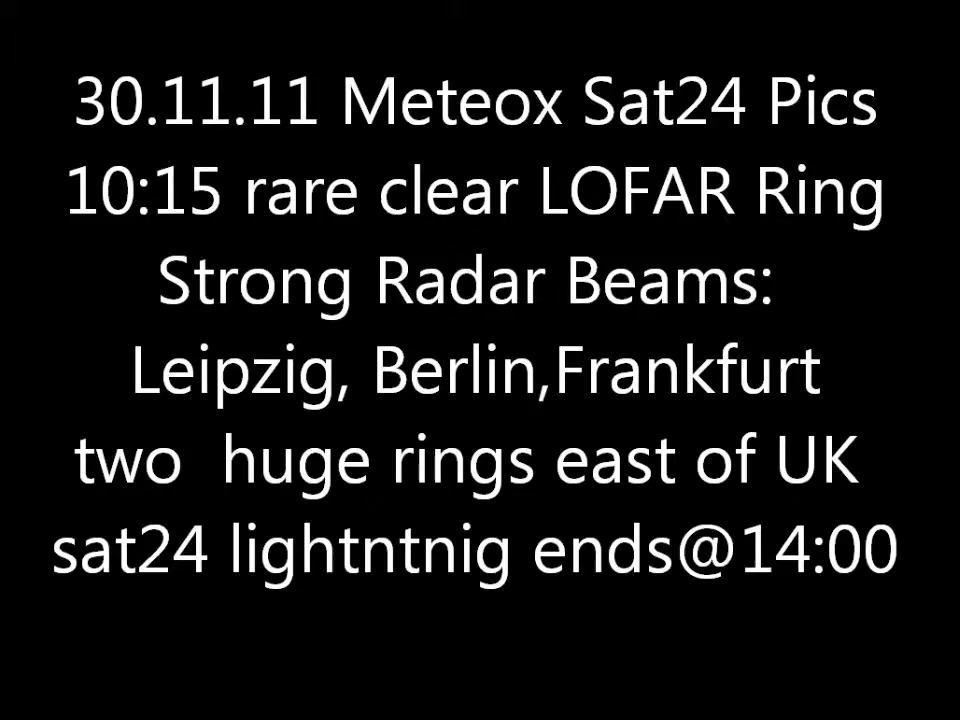 30.11.11 Meteox Sat24 Pics
10:15 rare clear LOFAR Ring
Strong Radar Beams:
Leipzig, Berlin,Frankfurt
two  huge rings east of UK
sat24 lightntnig ends@14:00